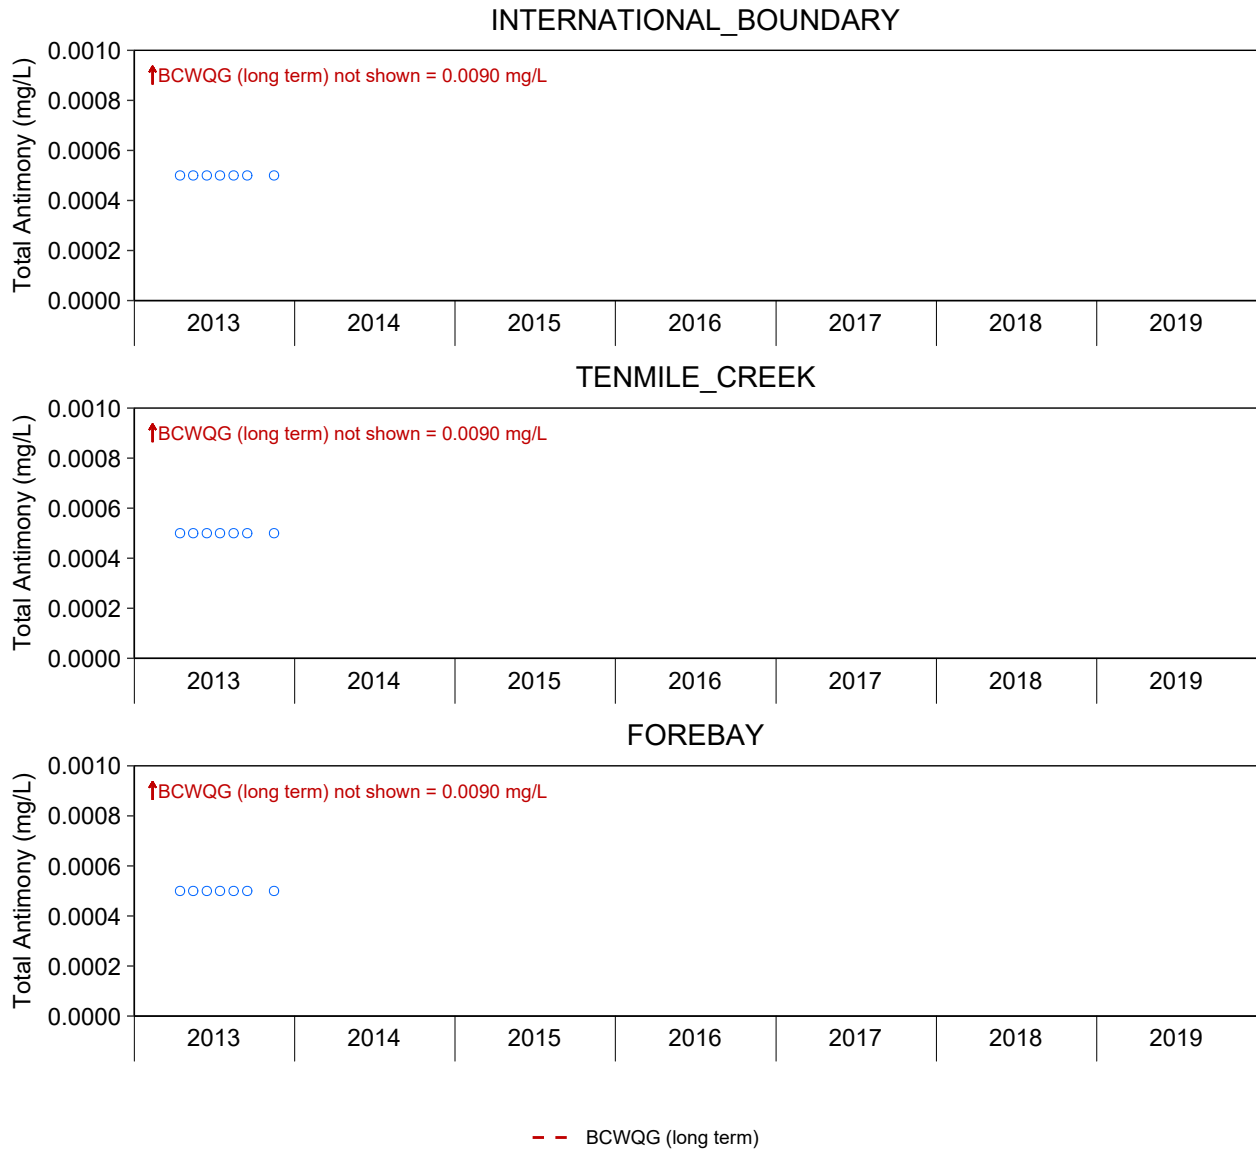 INTERNATIONAL_BOUNDARY
Total Antimony (mg/L)
0.0010
0.0008
0.0006
0.0004
0.0002
0.0000
↑BCWQG (long term) not shown = 0.0090 mg/L
2013 2014 2015 2016 2017 2018 2019
TENMILE_CREEK
Total Antimony (mg/L)
0.0010
0.0008
0.0006
0.0004
0.0002
0.0000
↑BCWQG (long term) not shown = 0.0090 mg/L
2013 2014 2015 2016 2017 2018 2019
FOREBAY
Total Antimony (mg/L)
0.0010
0.0008
0.0006
0.0004
0.0002
0.0000
↑BCWQG (long term) not shown = 0.0090 mg/L
2013 2014 2015 2016 2017 2018 2019
BCWQG (long term)